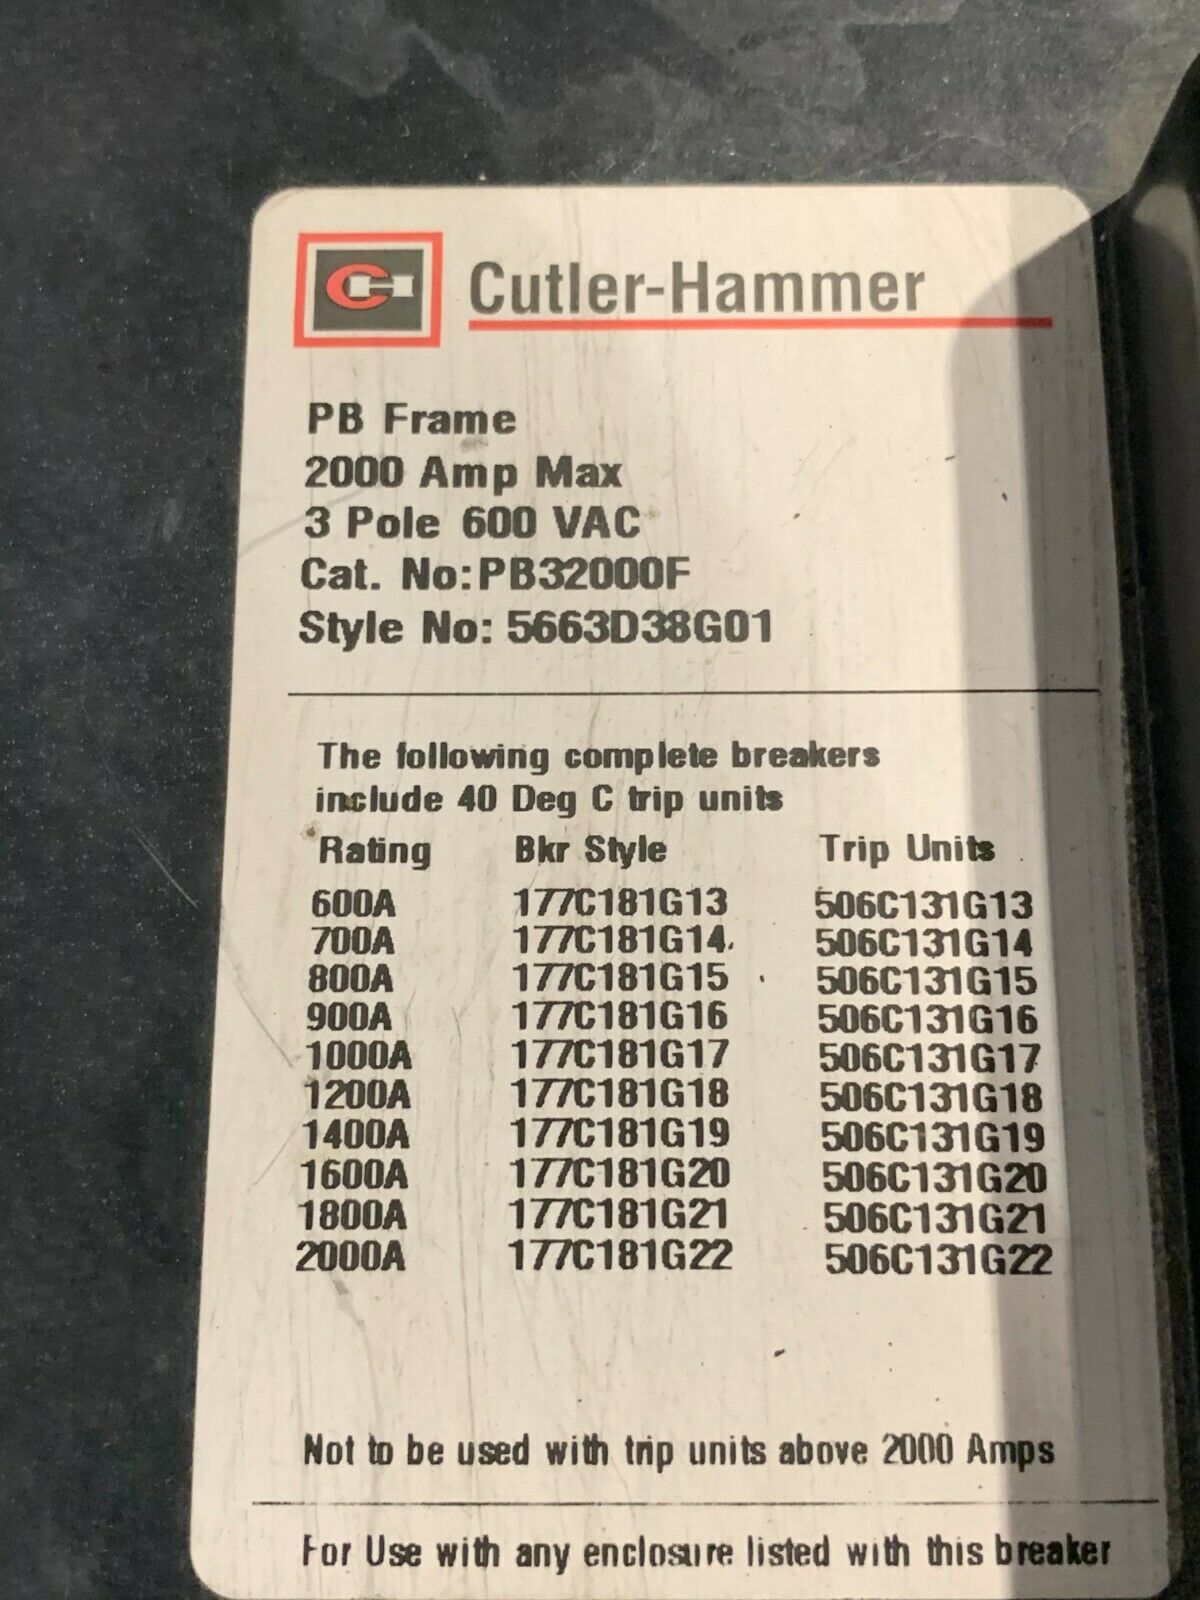 CH Cutler-Hammer
PB Frame
2000 Amp Max
3 Pole 600 VAC
Cat. No:PB32000F
Style No: 5663D38G01
The following complete breakers
include 40 Deg C trip units
Rating Bkr Style Trip Units
600A 177C181G13 506C131G13
700A 177C181G14 506C131G14
800A 177C181G15 506C131G15
900A 177C181G16 506C131G16
1000A 177C181G17 506C131G17
1200A 177C181G18 506C131G18
1400A 177C181G19 506C131G19
1600A 177C181G20 506C131G20
1800A 177C181G21 506C131G21
2000A 177C181G22 506C131G22
Not to be used with trip units above 2000 Amps
For Use with any enclosure listed with this breaker